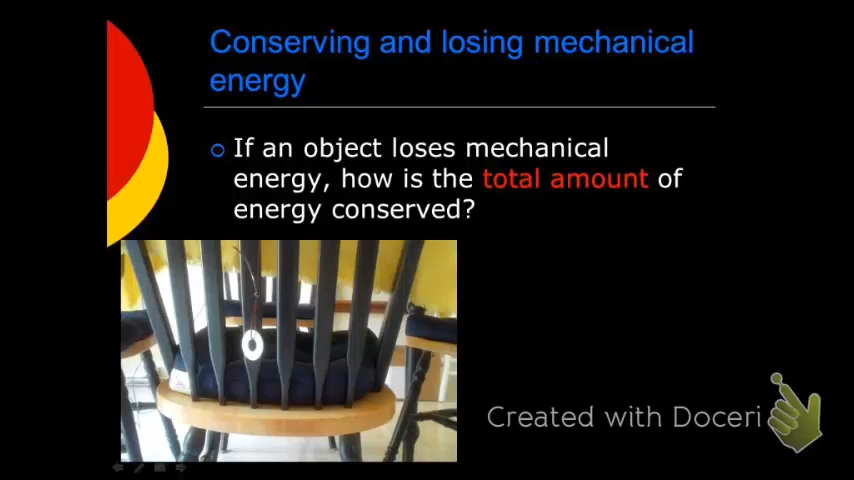 Conserving and losing mechanical
energy
If an object loses mechanical
energy, how is the total amount of
energy conserved?
Created with Doceri